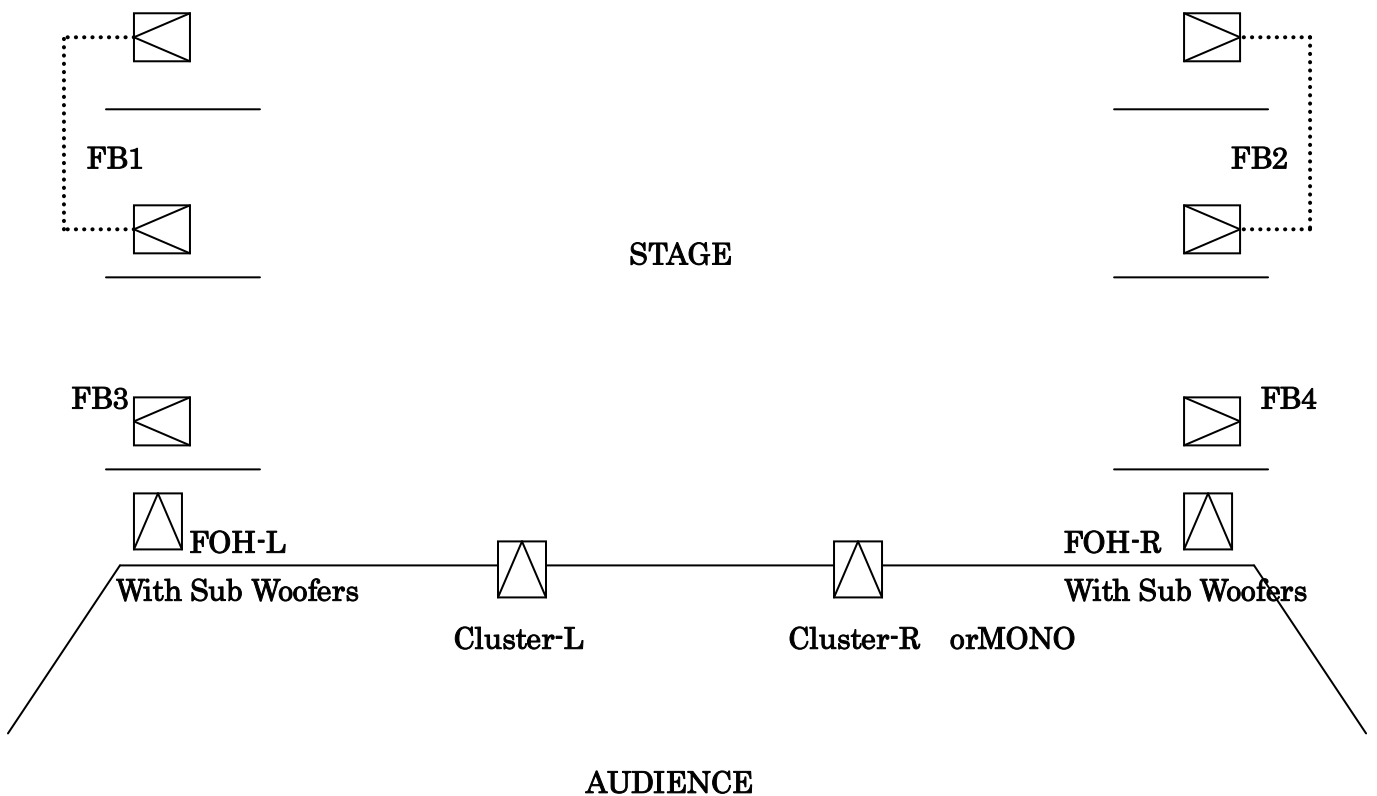 FB1
FB2
STAGE
FB3
FB4
FOH-L
FOH-R
With Sub Woofers
With Sub Woofers
Cluster-L
Cluster-R orMONO
AUDIENCE